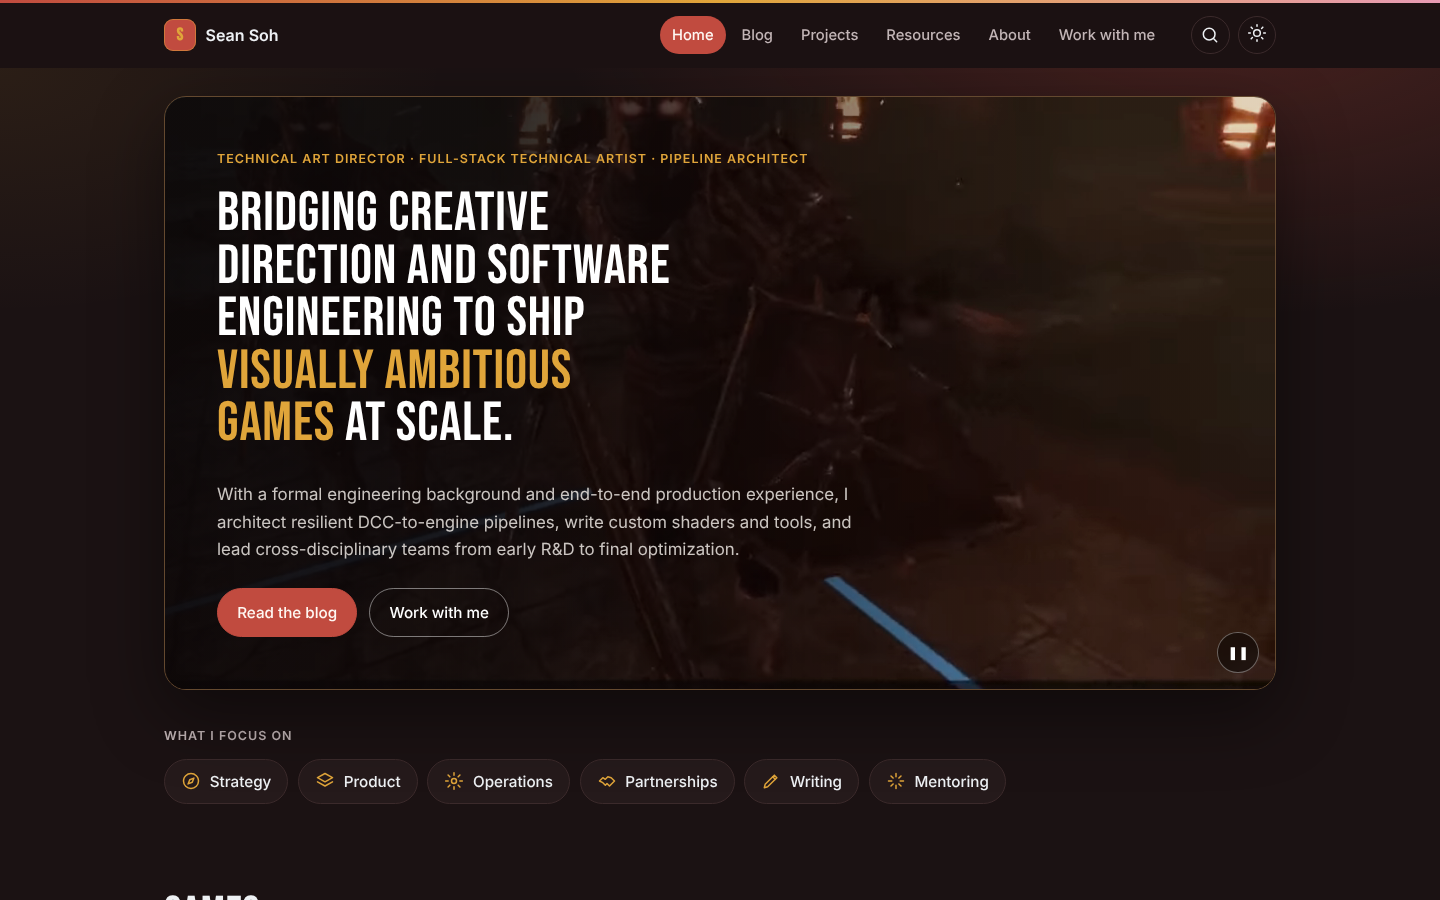 S
Sean Soh
Home
Blog
Projects
Resources
About
Work with me
TECHNICAL ART DIRECTOR · FULL-STACK TECHNICAL ARTIST · PIPELINE ARCHITECT
BRIDGING CREATIVE
DIRECTION AND SOFTWARE
ENGINEERING TO SHIP
VISUALLY AMBITIOUS
GAMES AT SCALE.
With a formal engineering background and end-to-end production experience, I
architect resilient DCC-to-engine pipelines, write custom shaders and tools, and
lead cross-disciplinary teams from early R&D to final optimization.
Read the blog
Work with me
WHAT I FOCUS ON
Strategy
Product
Operations
Partnerships
Writing
Mentoring
GAMES